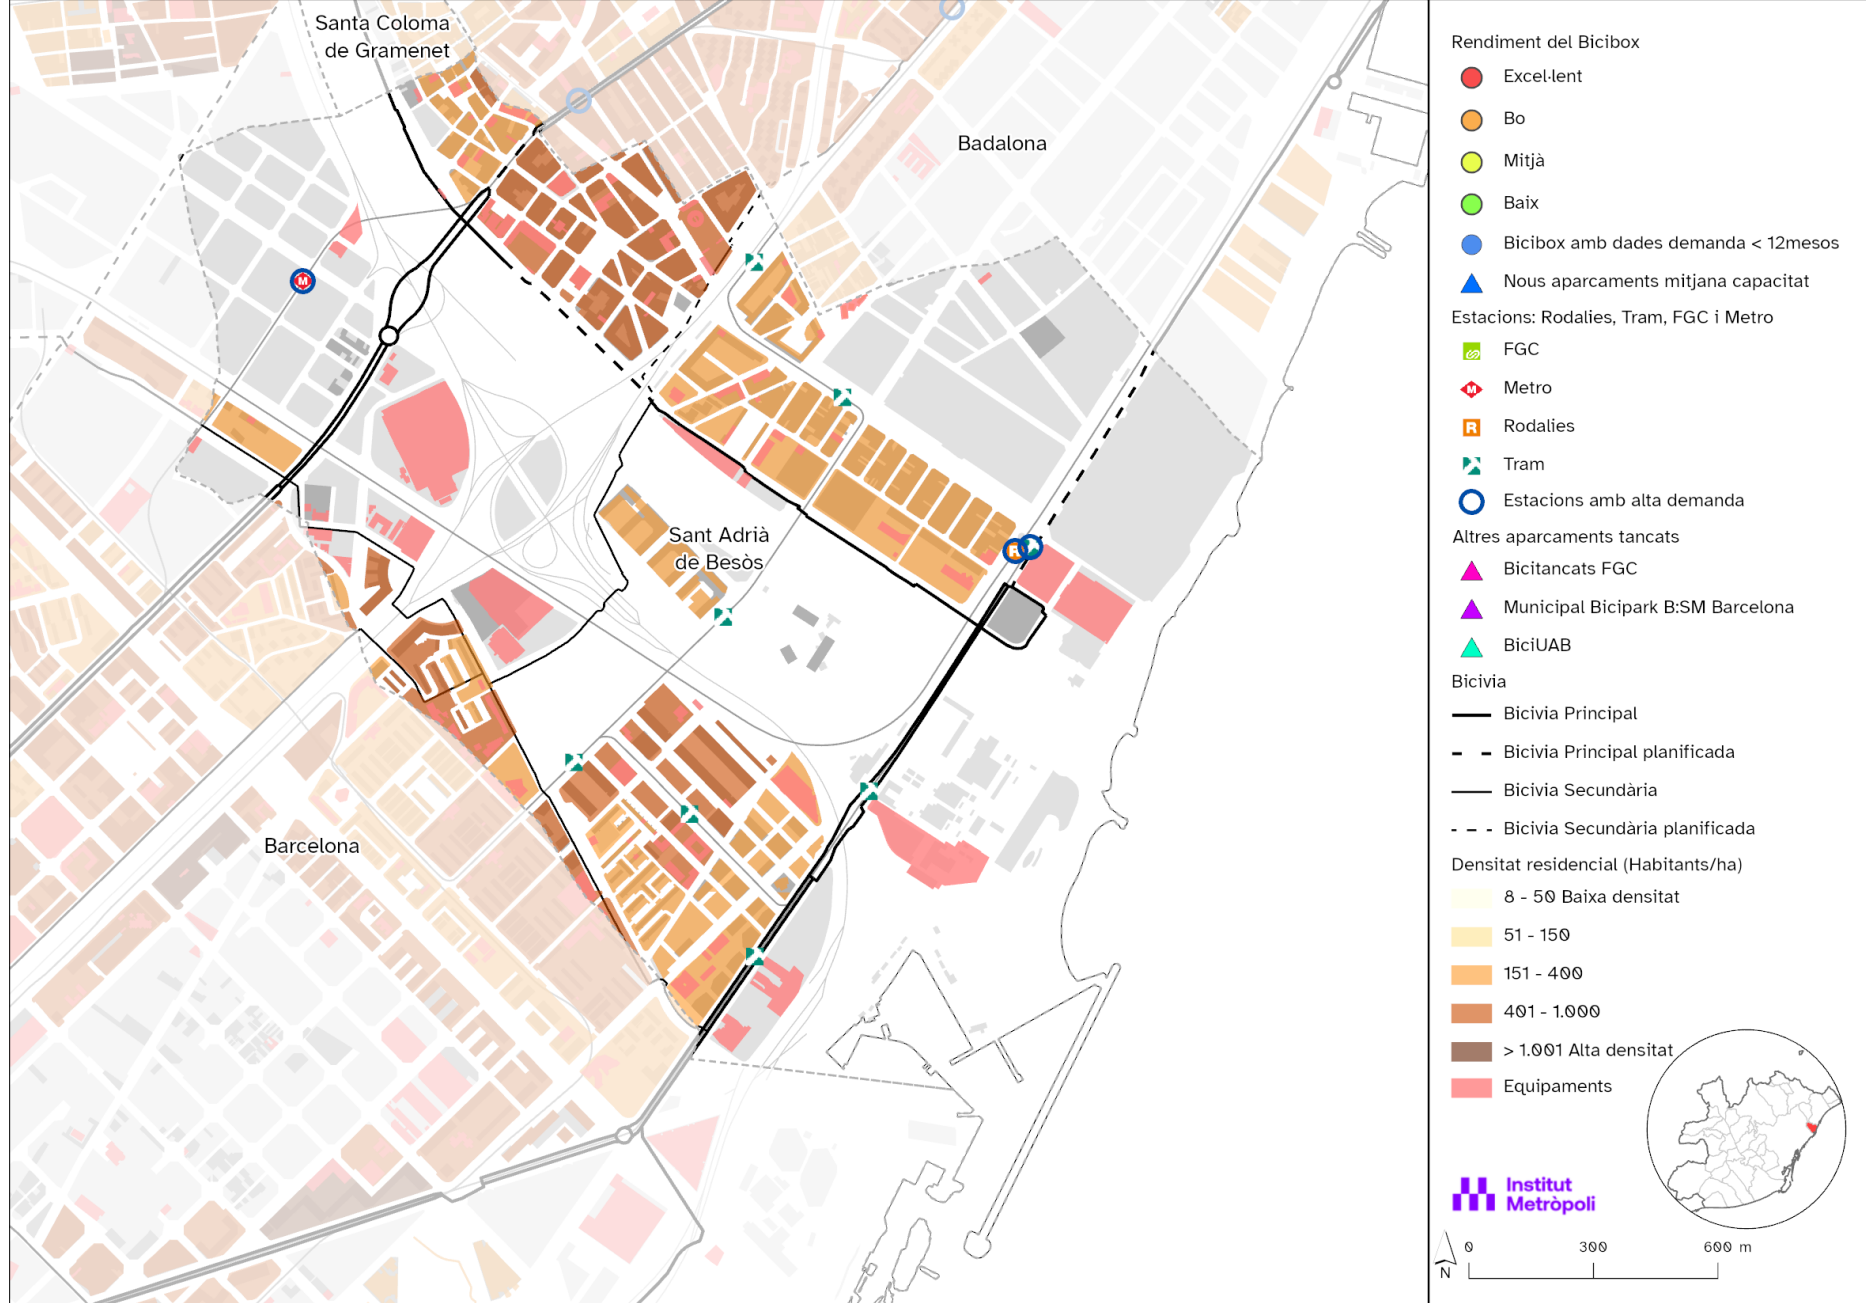 Santa Coloma
de Gramenet
Badalona
M
Sant Adrià
de Besòs
R
Barcelona
Rendiment del Bicibox
Excel·lent
Bo
Mitjà
Baix
Bicibox amb dades demanda < 12mesos
Nous aparcaments mitjana capacitat
Estacions: Rodalies, Tram, FGC i Metro
FGC
M Metro
R Rodalies
Tram
Estacions amb alta demanda
Altres aparcaments tancats
Bicitancats FGC
Municipal Bicipark B:SM Barcelona
BiciUAB
Bicivia
Bicivia Principal
Bicivia Principal planificada
Bicivia Secundària
Bicivia Secundària planificada
Densitat residencial (Habitants/ha)
8 - 50 Baixa densitat
51 - 150
151 - 400
401 - 1.000
> 1.001 Alta densitat
Equipaments
Institut
Metròpoli
N
0 300 600 m